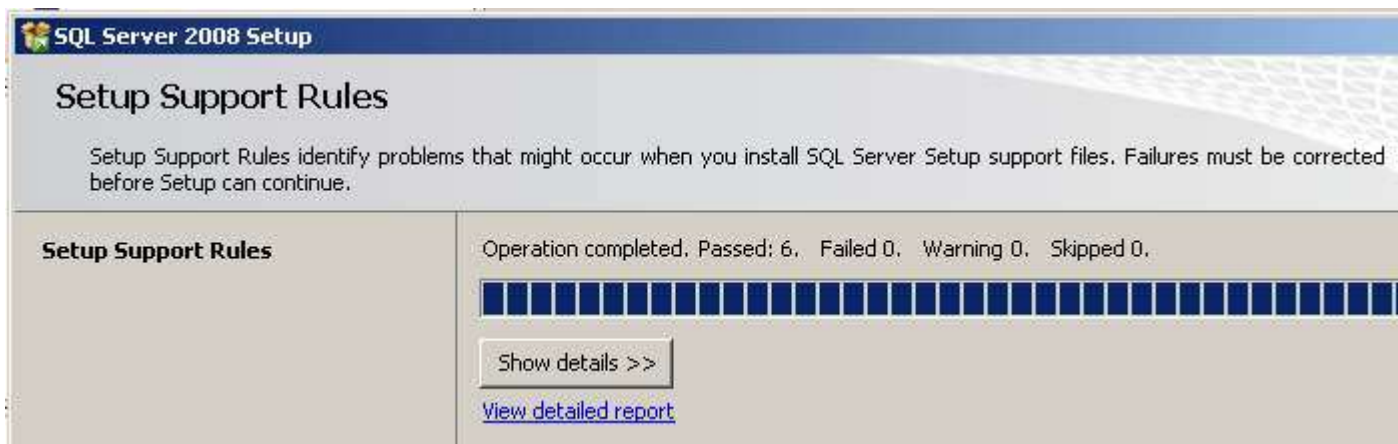 SQL Server 2008 Setup
Setup Support Rules
Setup Support Rules identify problems that might occur when you install SQL Server Setup support files. Failures must be corrected
before Setup can continue.
Setup Support Rules
Operation completed. Passed: 6. Failed 0. Warning 0. Skipped 0.
Show details >>
View detailed report